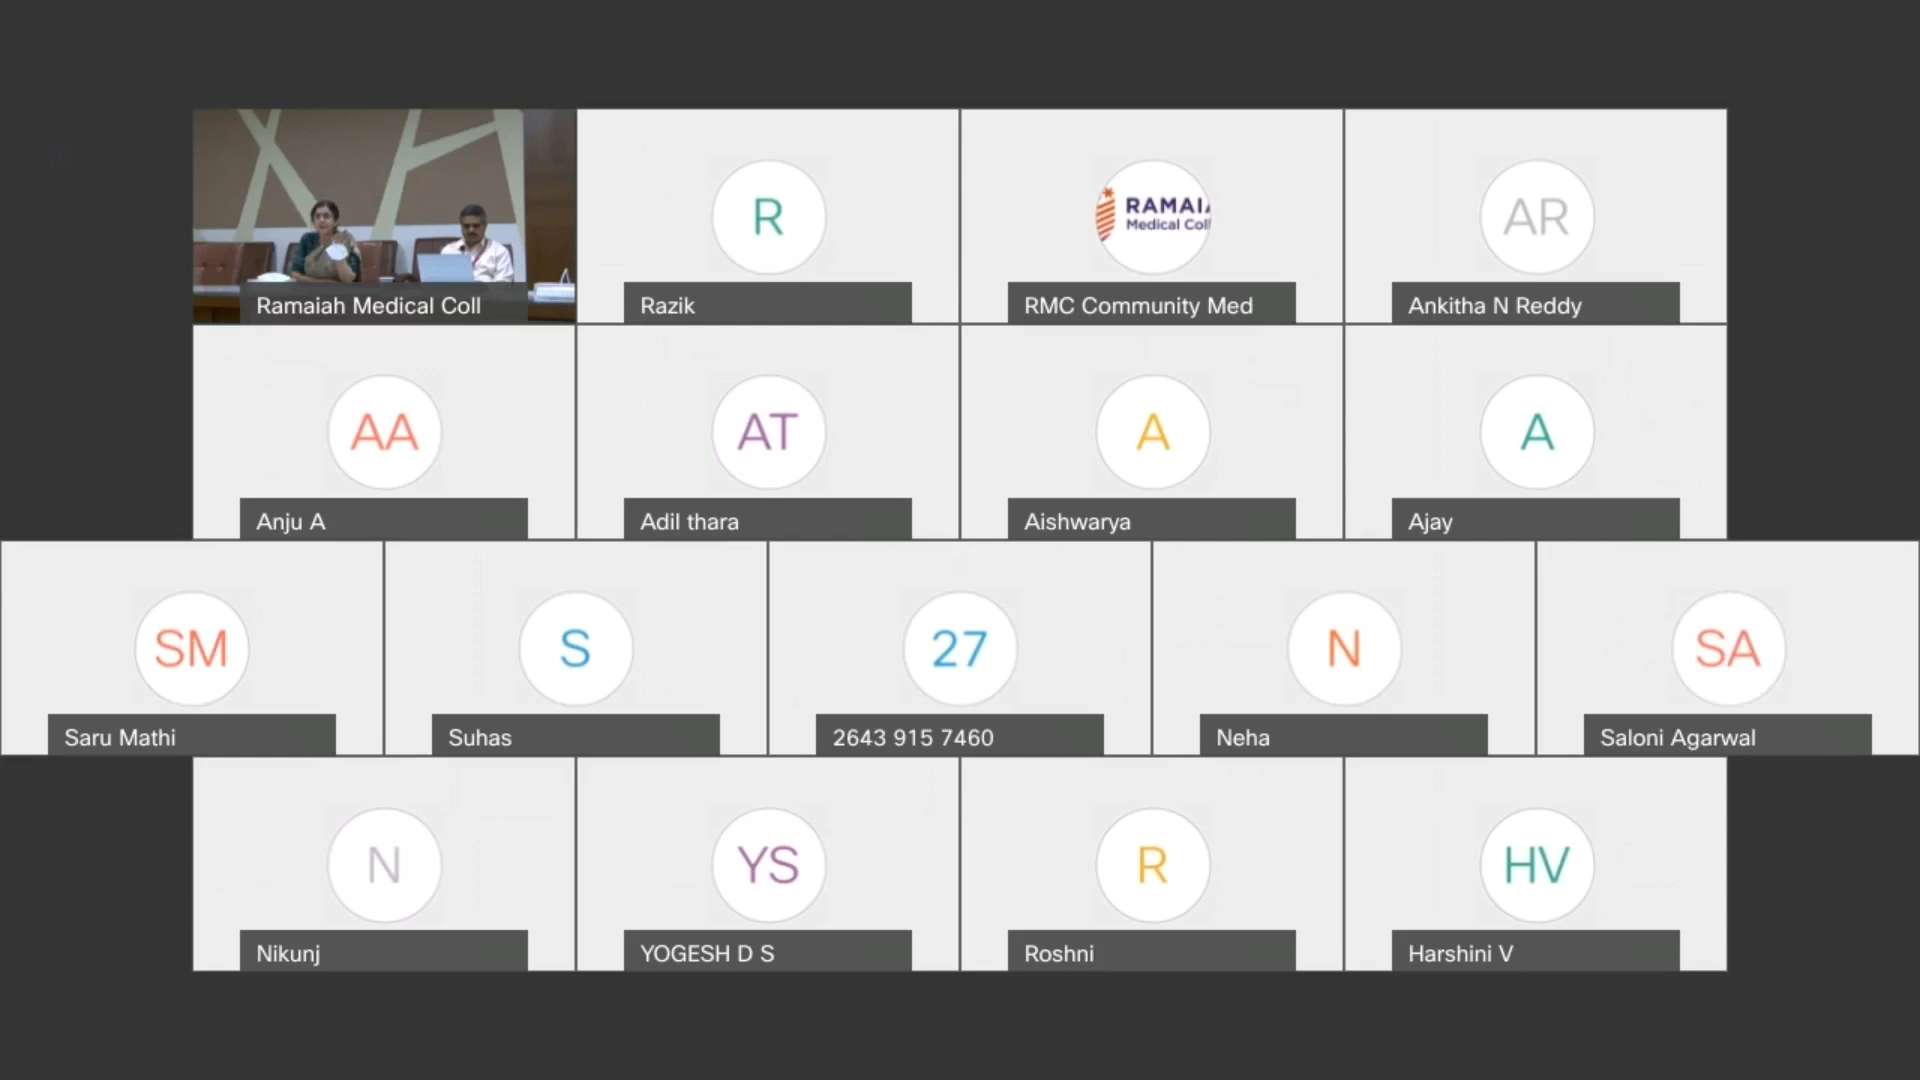 R
RAMAI
Medical Col
AR
Ramaiah Medical Coll
Razik
RMC Community Med
Ankitha N Reddy
AA
AT
A
A
Anju A
Adil thara
Aishwarya
Ajay
SM
S
27
N
SA
Saru Mathi
Suhas
2643 915 7460
Neha
Saloni Agarwal
N
YS
R
HV
Nikunj
YOGESH D S
Roshni
Harshini V